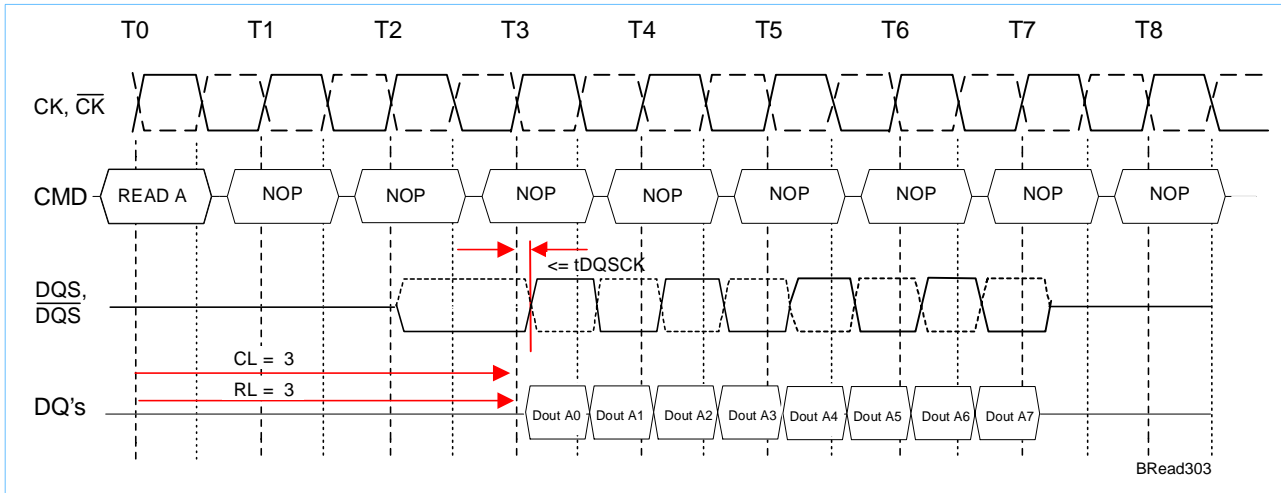 T0 T1 T2 T3 T4 T5 T6 T7 T8
CK, CK
CMD READ A NOP NOP NOP NOP NOP NOP NOP NOP
<= tDQSCK
DQS,
DQS
CL = 3
RL = 3
DQ's Dout A0 Dout A1 Dout A2 Dout A3 Dout A4 Dout A5 Dout A6 Dout A7
BRead303